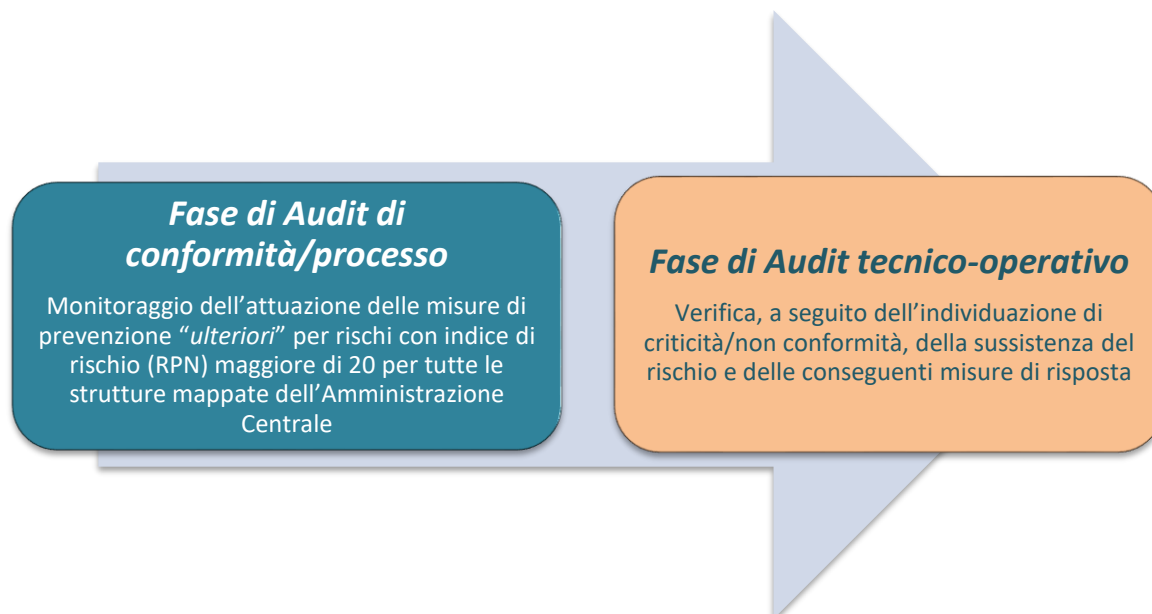 Fase di Audit di
conformità/processo
Monitoraggio dell’attuazione delle misure di
prevenzione “ulteriori” per rischi con indice di
rischio (RPN) maggiore di 20 per tutte le
strutture mappate dell’Amministrazione
Centrale
Fase di Audit tecnico-operativo
Verifica, a seguito dell’individuazione di
criticità/non conformità, della sussistenza del
rischio e delle conseguenti misure di risposta